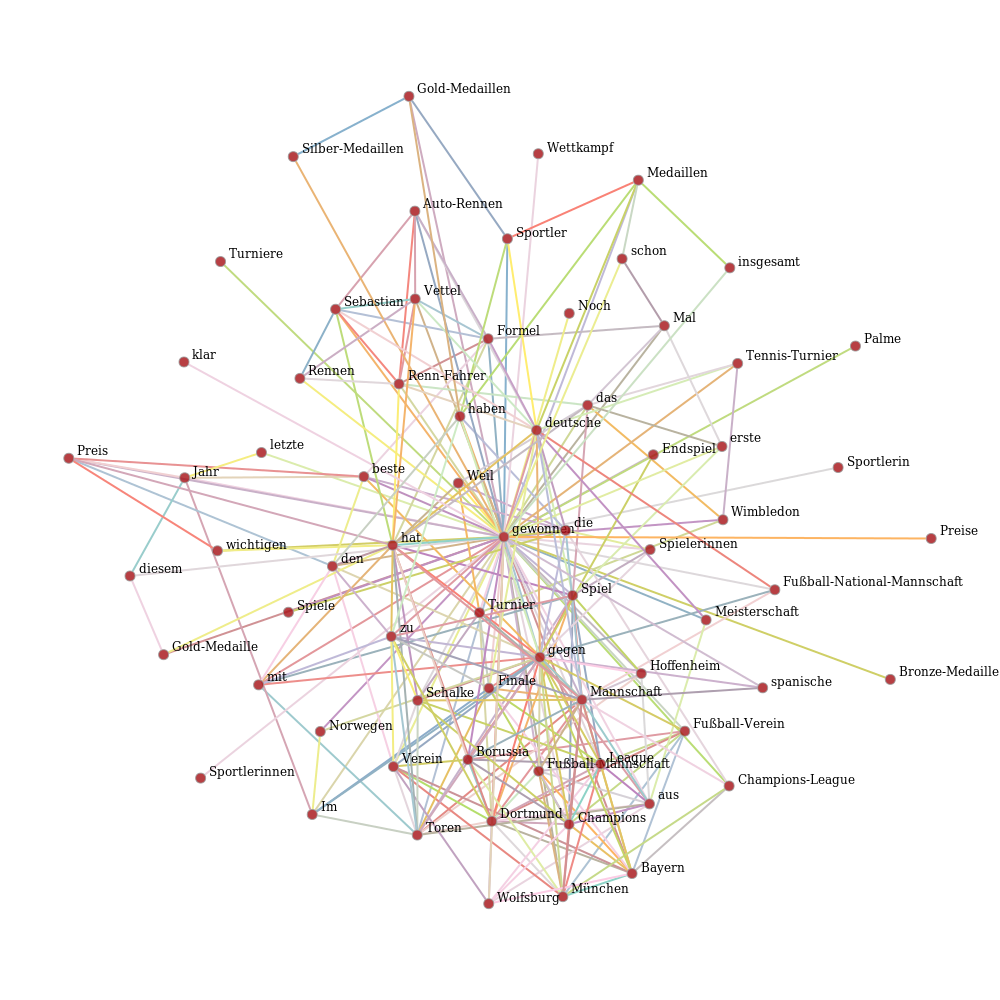 Gold-Medaillen
Silber-Medaillen
Wettkampf
Medaillen
Auto-Rennen
Sportler
schon
Turniere
insgesamt
Vettel
Sebastian
Noch
Mal
Formel
Palme
klar
Tennis-Turnier
Rennen
Renn-Fahrer
das
haben
deutsche
erste
letzte
Endspiel
Preis
Jahr
beste
Weil
Sportlerin
Wimbledon
gewonnen
die
Preise
hat
wichtigen
Spielerinnen
den
diesem
Fußball-National-Mannschaft
Spiel
Spiele
Turnier
Meisterschaft
zu
Gold-Medaille
gegen
Hoffenheim
Bronze-Medaille
mit
Finale
spanische
Schalke
Mannschaft
Norwegen
Fußball-Verein
Borussia
Verein
League
Fußball-Mannschaft
Sportlerinnen
Champions-League
aus
Im
Dortmund
Champions
Toren
Bayern
München
Wolfsburg